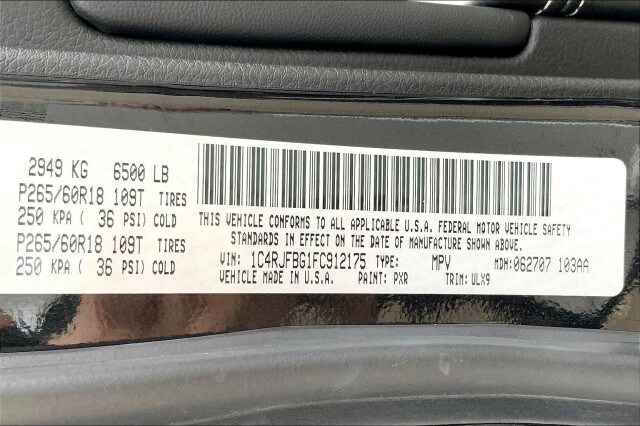 2949 KG 6500 LB
P265/60R18 109T TIRES
250 KPA ( 36 PSI) COLD
P265/60R18 109T TIRES
250 KPA ( 36 PSI) COLD
THIS VEHICLE CONFORMS TO ALL APPLICABLE U.S.A. FEDERAL MOTOR VEHICLE SAFETY
STANDARDS IN EFFECT ON THE DATE OF MANUFACTURE SHOWN ABOVE.
VIN: 1C4RJFBG1FC912175 TYPE: MPV MDH: 062707 103AA
VEHICLE MADE IN U.S.A. PAINT: PXR TRIM: ULX9